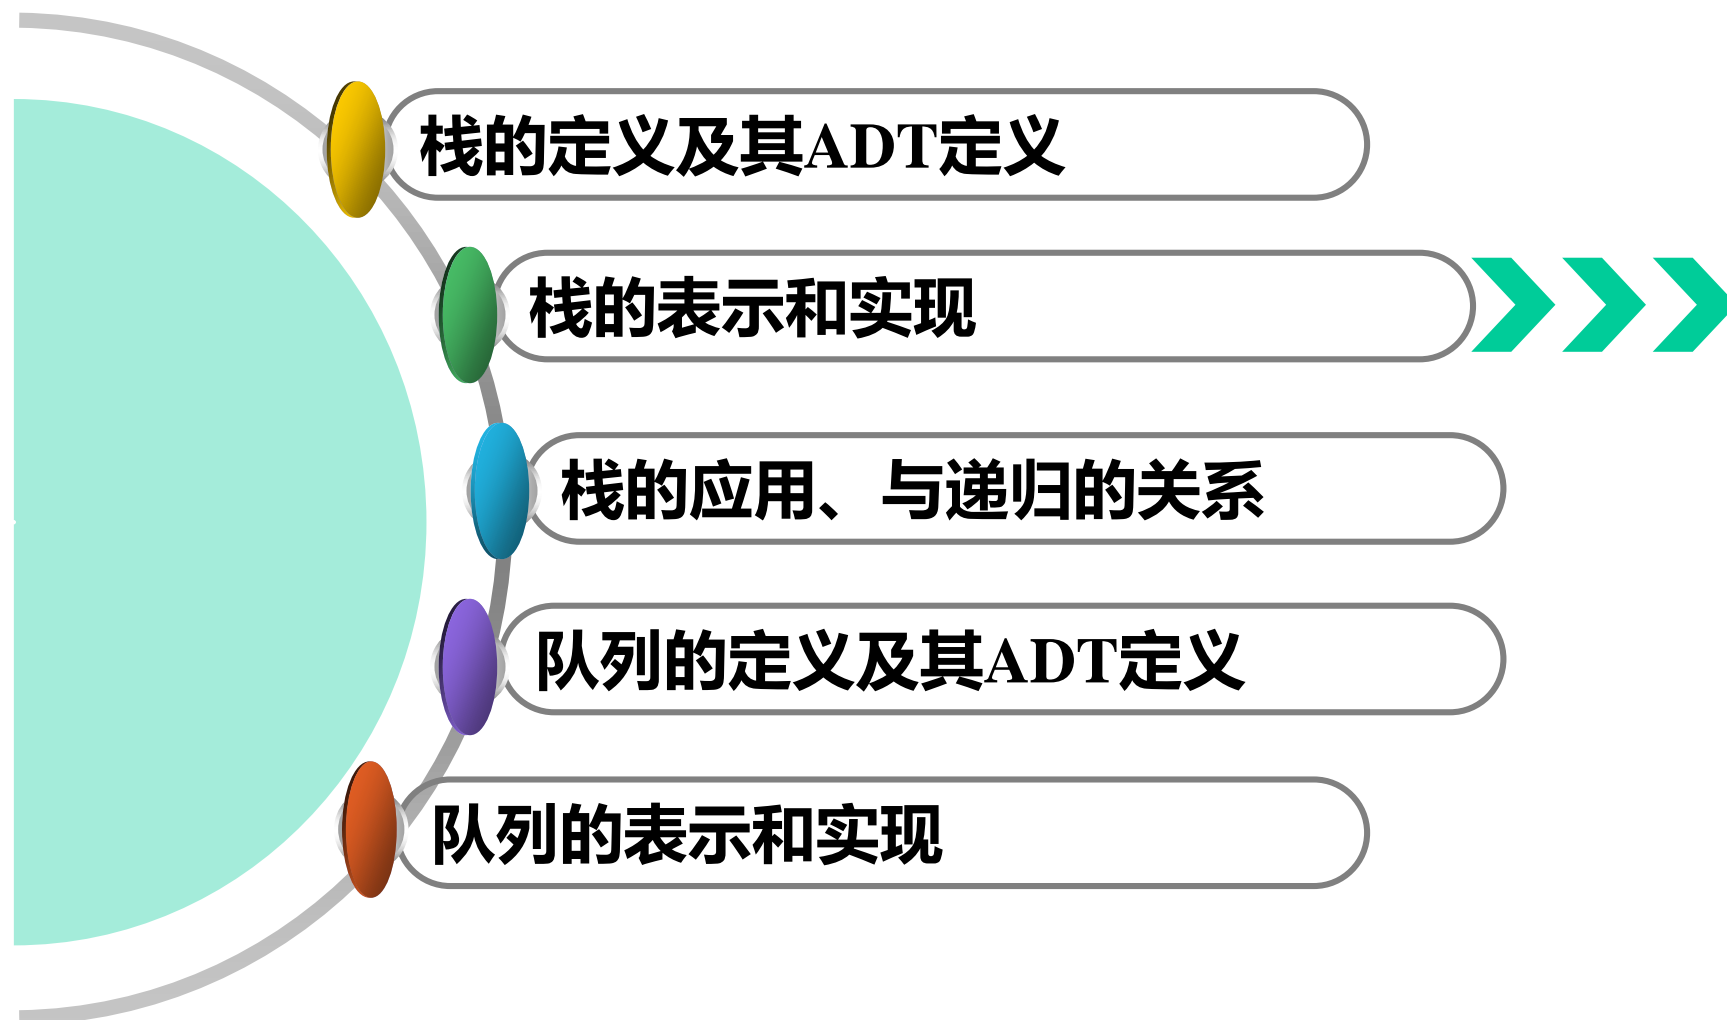 栈的定义及其ADT定义
栈的表示和实现
栈的应用、与递归的关系
队列的定义及其ADT定义
队列的表示和实现